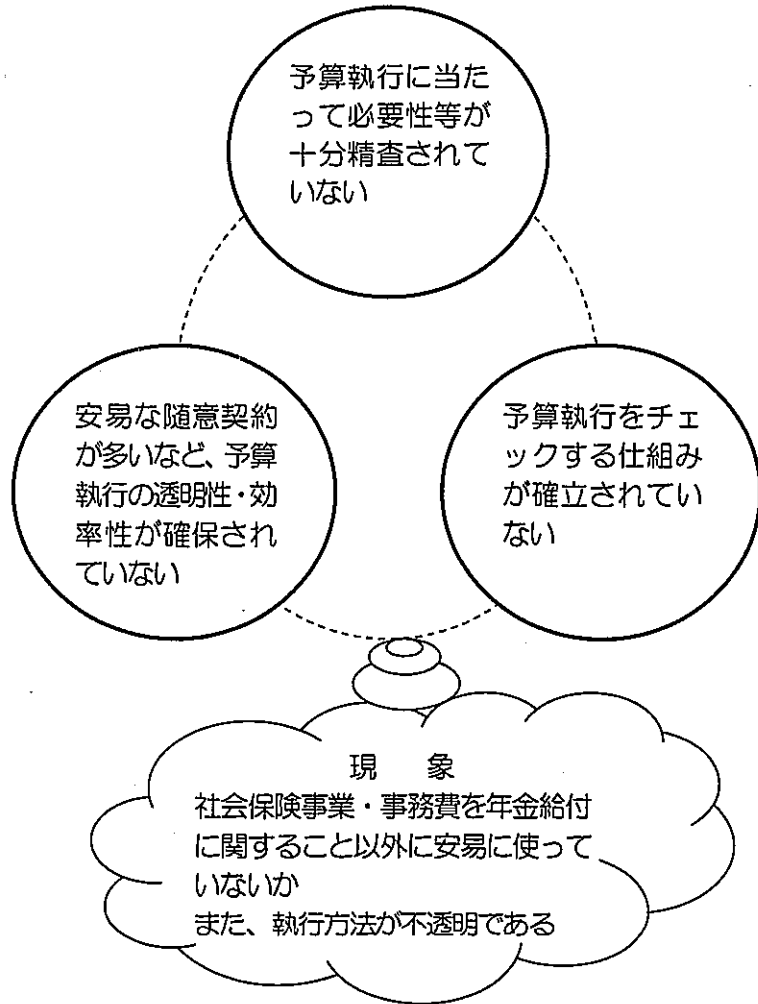 予算執行に当た
って必要性等が
十分精査されて
いない
安易な随意契約
が多いなど、予算
執行の透明性・効
率性が確保され
ていない
予算執行をチェ
ックする仕組み
が確立されてい
ない
現　象
社会保険事業・事務費を年金給付
に関すること以外に安易に使って
いないか
また、執行方法が不透明である